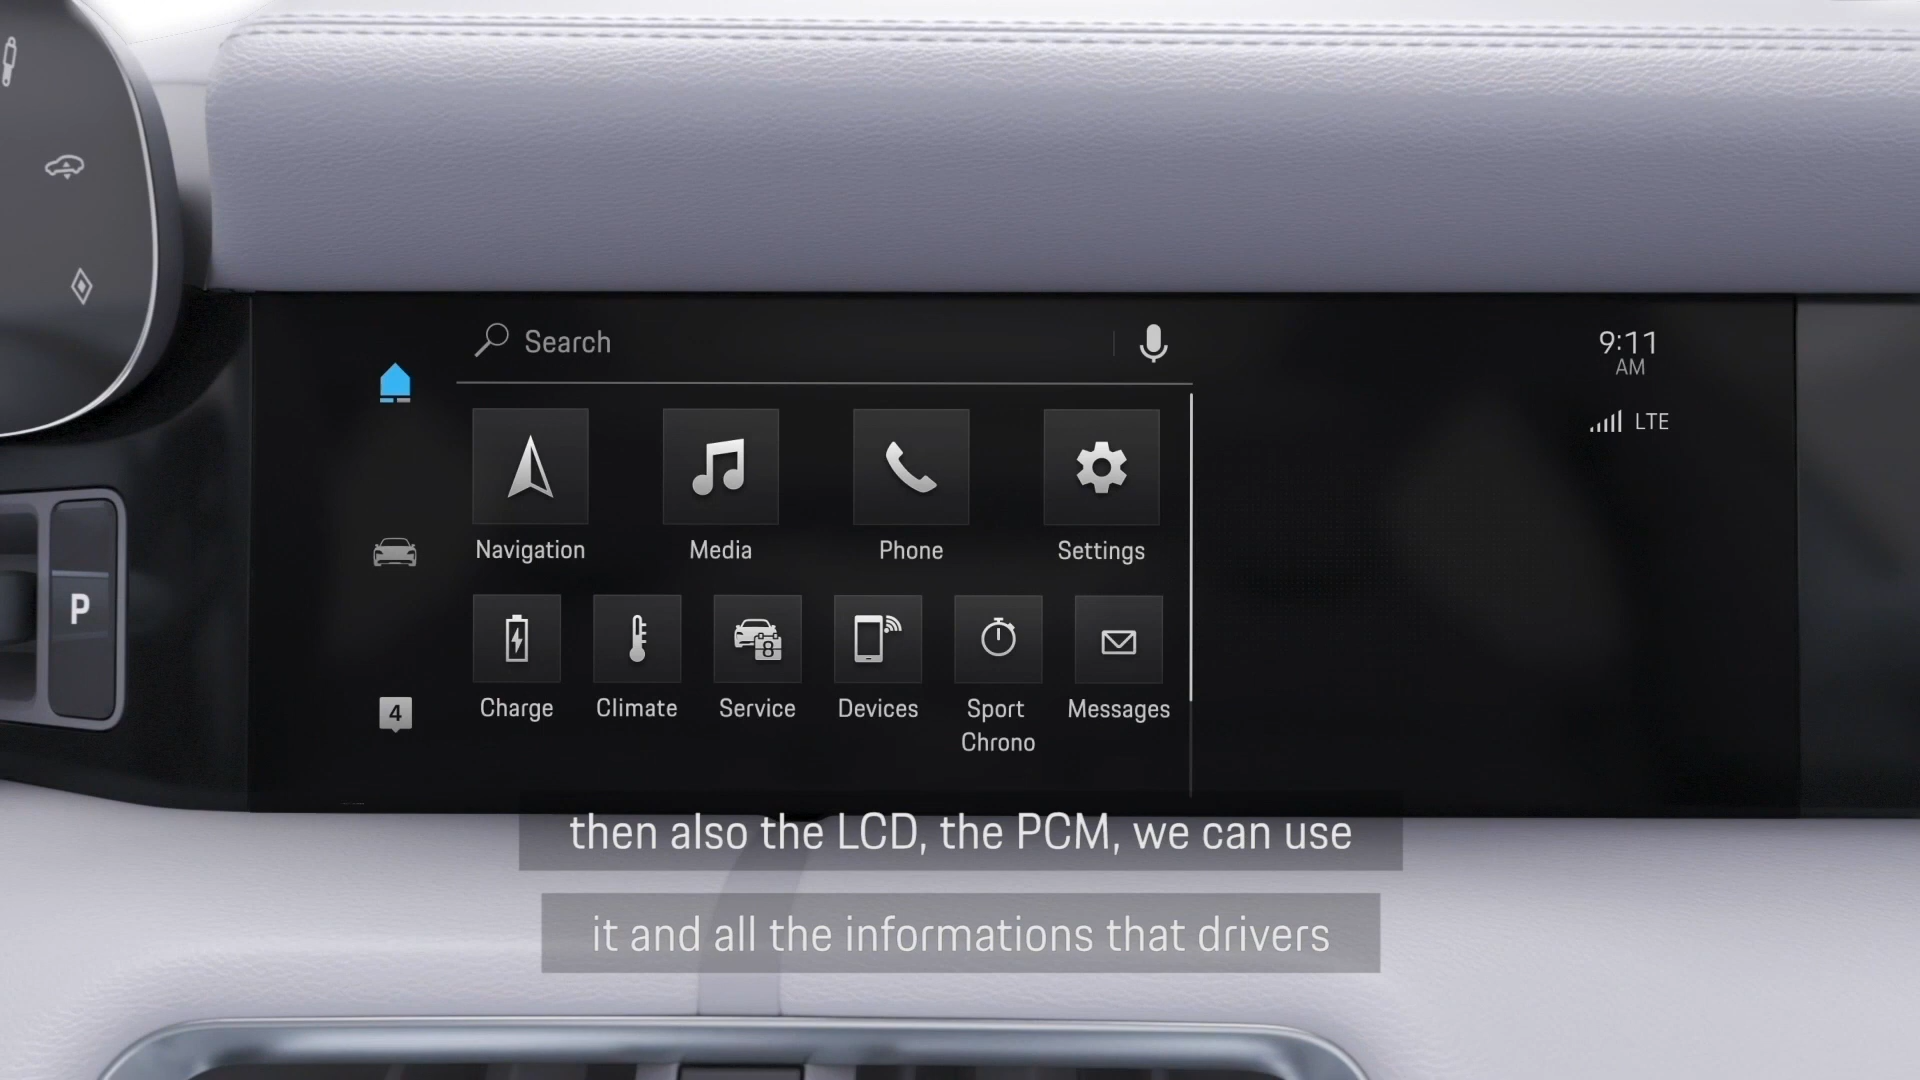 Search
9:11
AM
LTE
Navigation
Media
Phone
Settings
P
8
Charge
Climate
Service
Devices
Sport
Chrono
Messages
4
then also the LCD, the PCM, we can use
it and all the informations that drivers